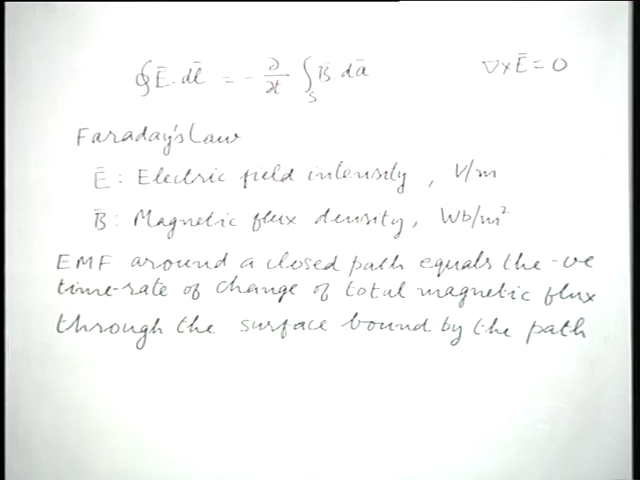 ∮ Ē. dl̄ = - ∂/∂t ∫_S B̄ dā ∇×Ē = 0
Faraday's Law
Ē : Electric field intensity , V/m
B̄ : Magnetic flux density, Wb/m²
EMF around a closed path equals the -ve
time-rate of change of total magnetic flux
through the surface bound by the path